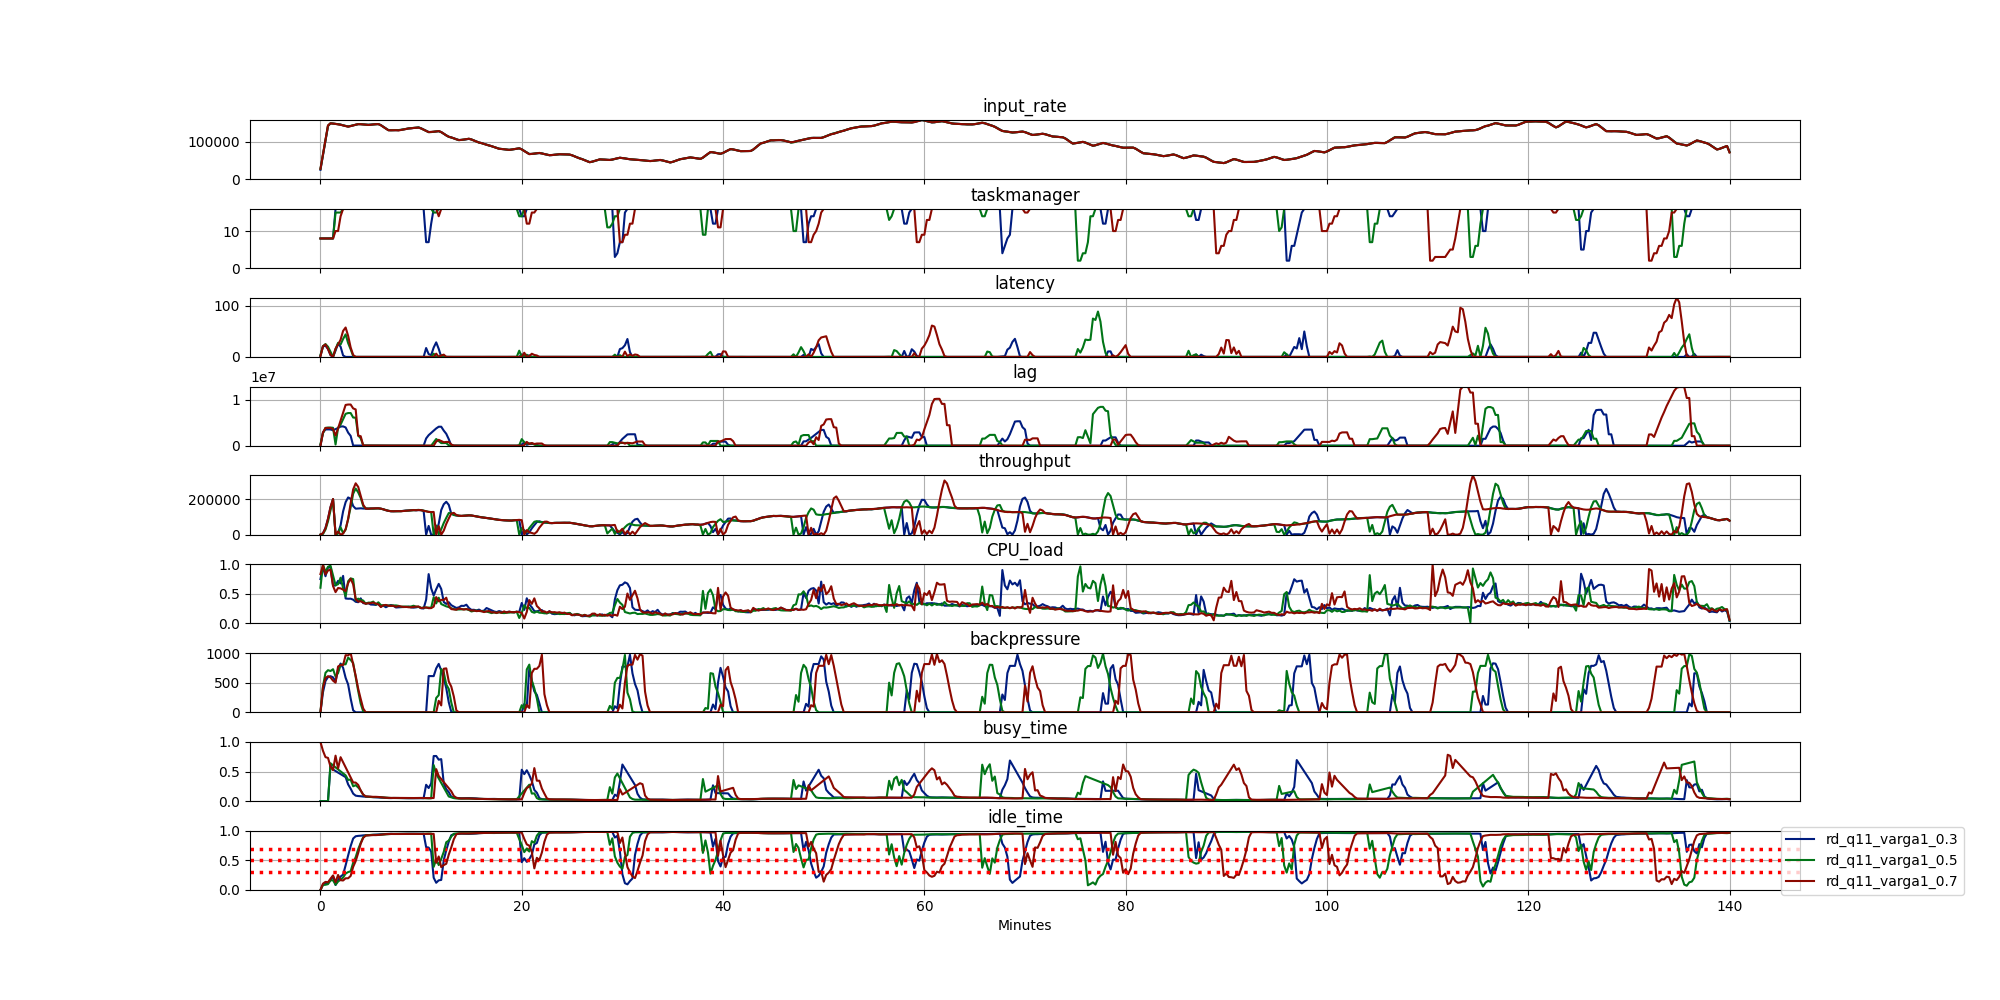 input_rate
100000
0
taskmanager
10
0
latency
100
0
1e7
lag
1
0
throughput
200000
0
CPU_load
1.0
0.5
0.0
backpressure
1000
500
0
busy_time
1.0
0.5
0.0
idle_time
1.0
0.5
0.0
rd_q11_varga1_0.3
rd_q11_varga1_0.5
rd_q11_varga1_0.7
0 20 40 60 80 100 120 140
Minutes